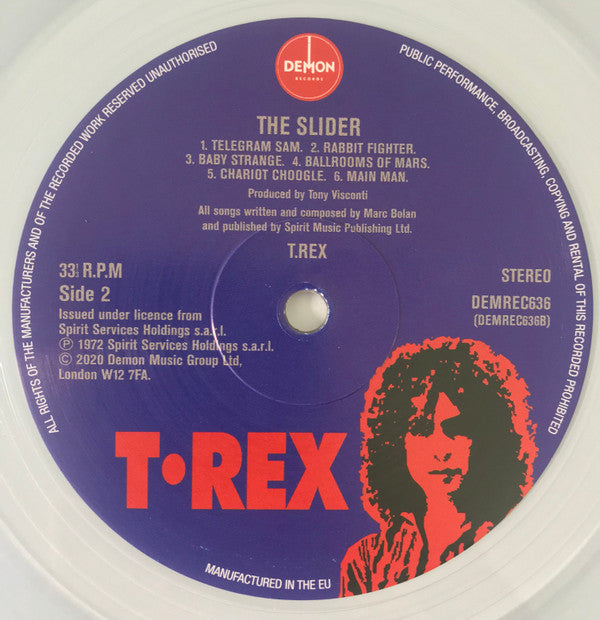 ALL RIGHTS OF THE MANUFACTURERS AND OF THE RECORDED WORK RESERVED UNAUTHORISED
PUBLIC PERFORMANCE, BROADCASTING, COPYING AND RENTAL OF THIS RECORDED PROHIBITED
DEMON
RECORDS
THE SLIDER
1. TELEGRAM SAM. 2. RABBIT FIGHTER.
3. BABY STRANGE. 4. BALLROOMS OF MARS.
5. CHARIOT CHOOGLE. 6. MAIN MAN.
Produced by Tony Visconti
All songs written and composed by Marc Bolan
and published by Spirit Music Publishing Ltd.
T.REX
33⅓ R.P.M
Side 2
Issued under licence from
Spirit Services Holdings s.a.r.l.
Ⓟ 1972 Spirit Services Holdings s.a.r.l.
© 2020 Demon Music Group Ltd,
London W12 7FA.
STEREO
DEMREC636
(DEMREC636B)
T•REX
MANUFACTURED IN THE EU